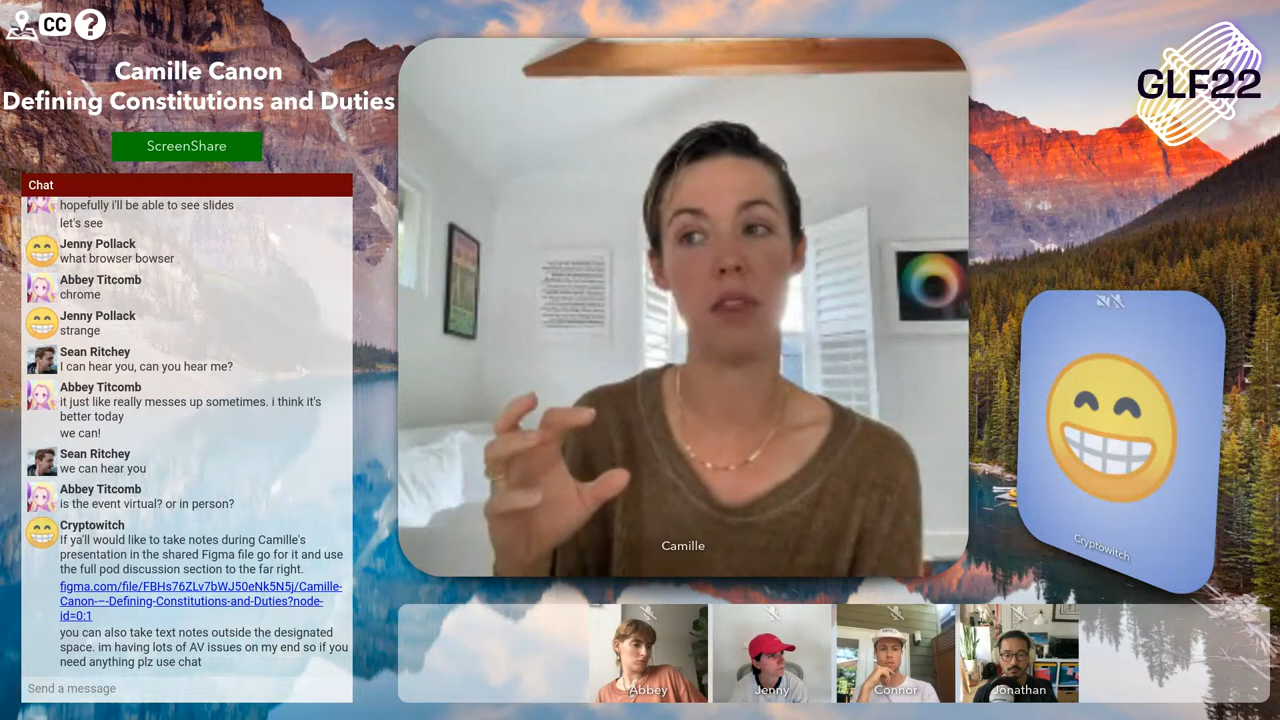 CC
?
Camille Canon
Defining Constitutions and Duties
ScreenShare
GLF22
Chat
hopefully i'll be able to see slides
let's see
Jenny Pollack
what browser bowser
Abbey Titcomb
chrome
Jenny Pollack
strange
Sean Ritchey
I can hear you, can you hear me?
Abbey Titcomb
it just like really messes up sometimes. i think it's
better today
we can!
Sean Ritchey
we can hear you
Abbey Titcomb
is the event virtual? or in person?
Cryptowitch
If ya'll would like to take notes during Camille's
presentation in the shared Figma file go for it and use
the full pod discussion section to the far right.
figma.com/file/FBHs76ZLv7bWJ50eNk5N5j/Camille-
Canon-–-Defining-Constitutions-and-Duties?node-
id=0:1
you can also take text notes outside the designated
space. im having lots of AV issues on my end so if you
need anything plz use chat
Send a message
Camille
Cryptowitch
Abbey
Jenny
Connor
Jonathan